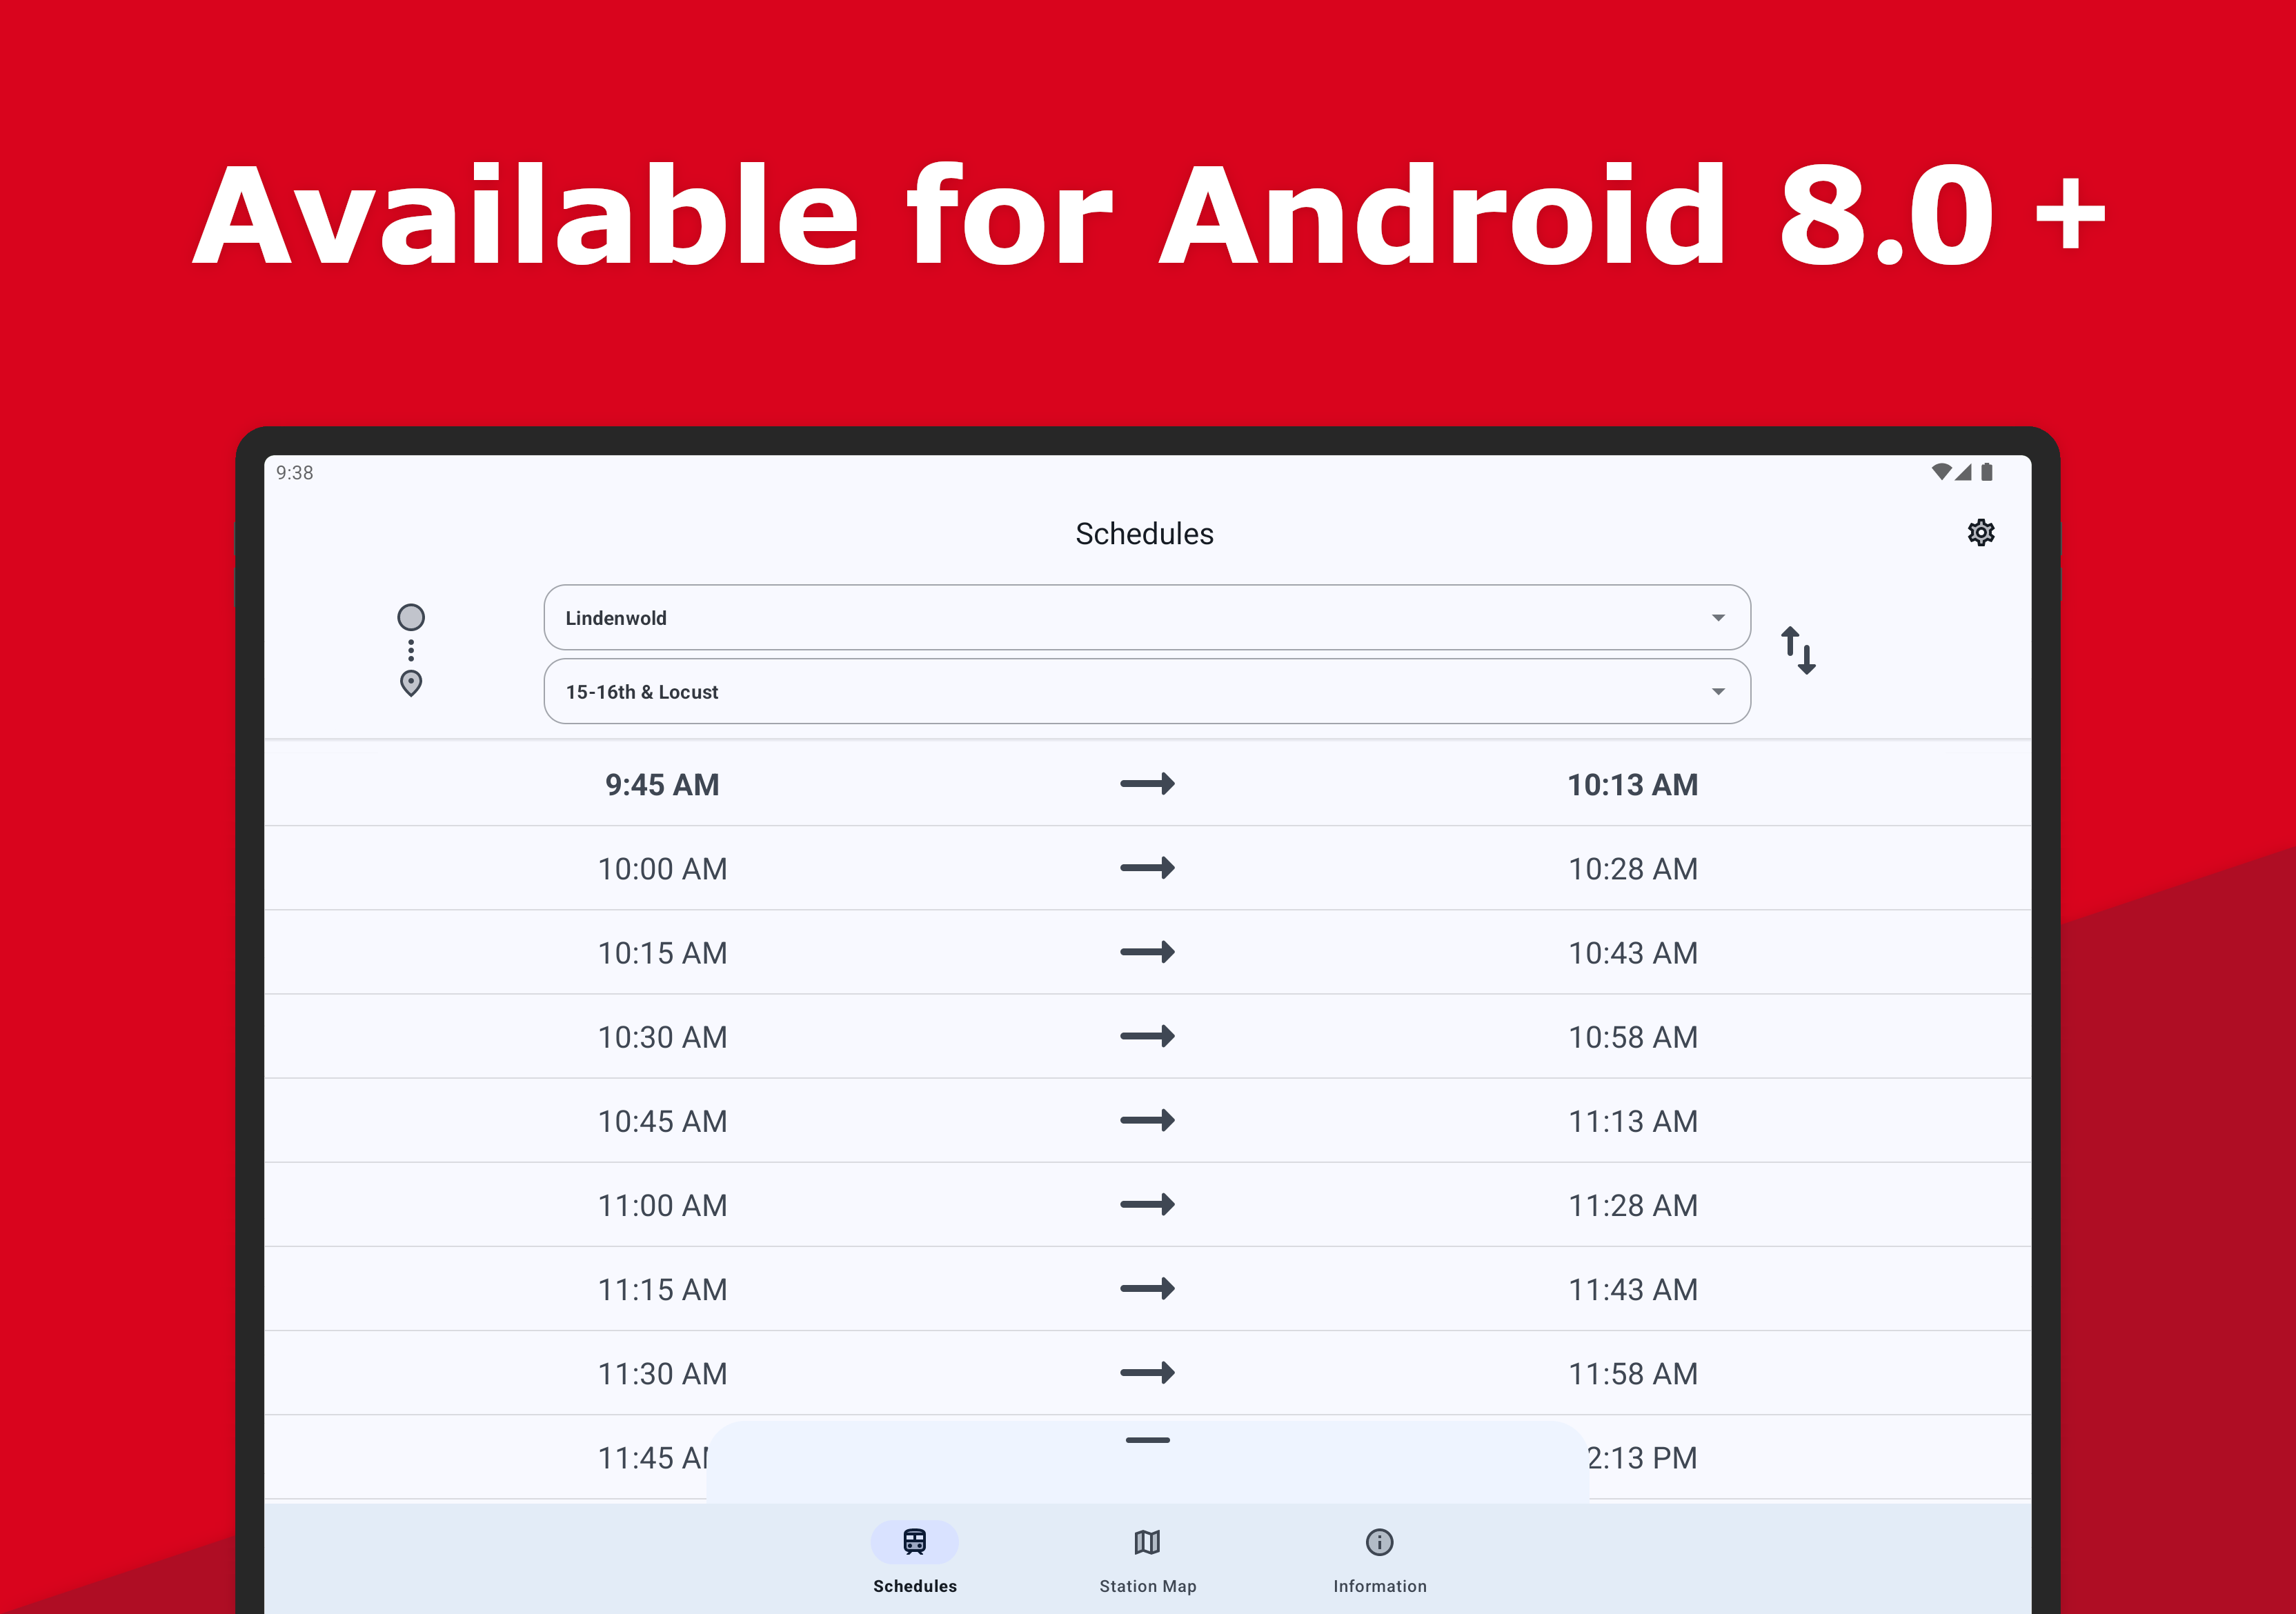 Available for Android 8.0 +
9:38
Schedules
Lindenwold
15-16th & Locust
9:45 AM 10:13 AM
10:00 AM 10:28 AM
10:15 AM 10:43 AM
10:30 AM 10:58 AM
10:45 AM 11:13 AM
11:00 AM 11:28 AM
11:15 AM 11:43 AM
11:30 AM 11:58 AM
11:45 A 2:13 PM
Schedules Station Map Information